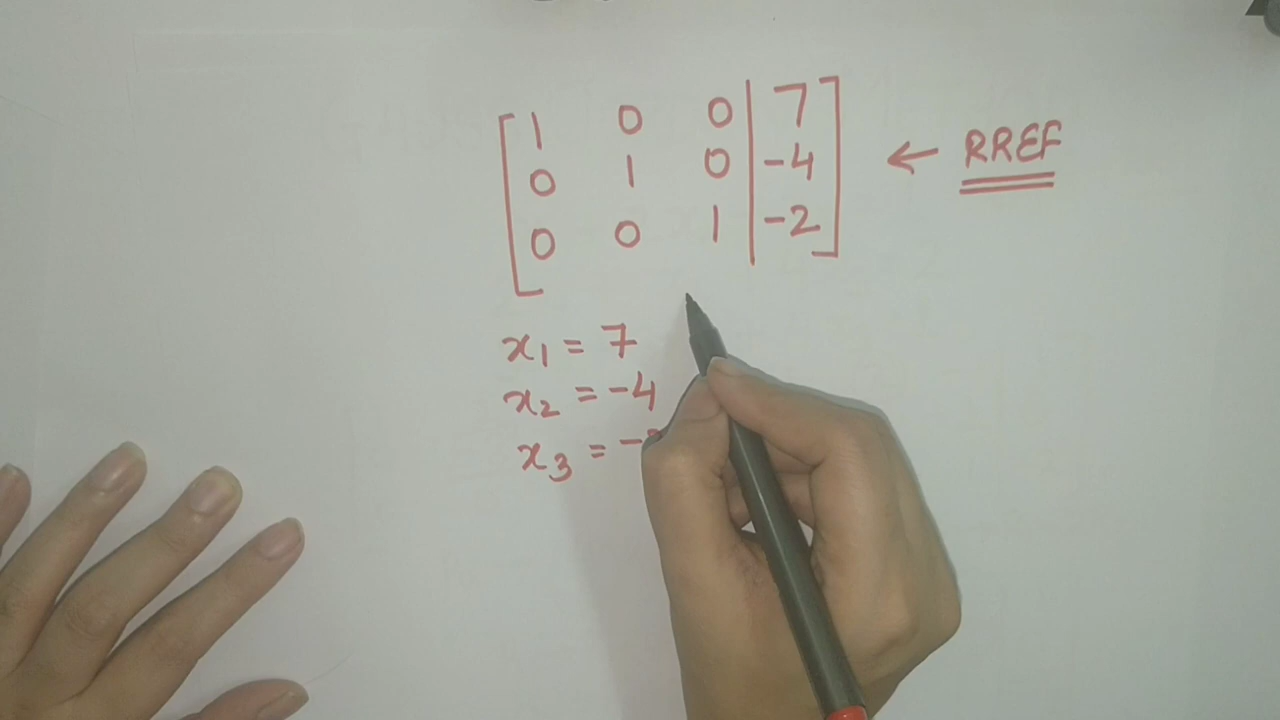 1 0 0 | 7
0 1 0 | -4 ← RREF
0 0 1 | -2
x₁ = 7
x₂ = -4
x₃ = -